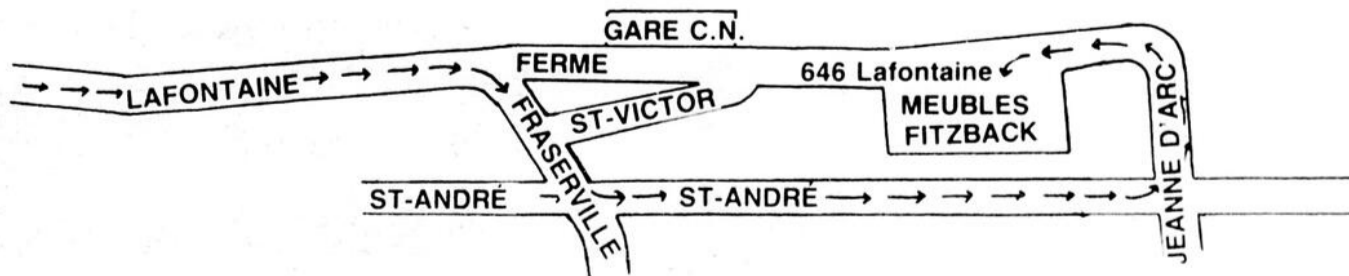 GARE C.N.
FERME
LAFONTAINE
646 Lafontaine
MEUBLES
FITZBACK
ST-VICTOR
FRASERVILLE
JEANNE D'ARC
ST-ANDRÉ
ST-ANDRÉ